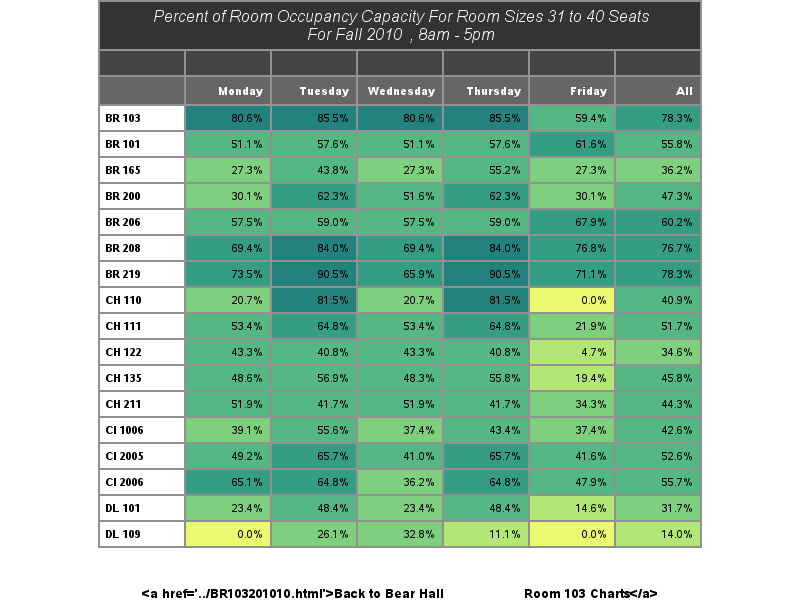 Percent of Room Occupancy Capacity For Room Sizes 31 to 40 Seats
For Fall 2010 , 8am - 5pm
Monday Tuesday Wednesday Thursday Friday All
BR 103 80.6% 85.5% 80.6% 85.5% 59.4% 78.3%
BR 101 51.1% 57.6% 51.1% 57.6% 61.6% 55.8%
BR 165 27.3% 43.8% 27.3% 55.2% 27.3% 36.2%
BR 200 30.1% 62.3% 51.6% 62.3% 30.1% 47.3%
BR 206 57.5% 59.0% 57.5% 59.0% 67.9% 60.2%
BR 208 69.4% 84.0% 69.4% 84.0% 76.8% 76.7%
BR 219 73.5% 90.5% 65.9% 90.5% 71.1% 78.3%
CH 110 20.7% 81.5% 20.7% 81.5% 0.0% 40.9%
CH 111 53.4% 64.8% 53.4% 64.8% 21.9% 51.7%
CH 122 43.3% 40.8% 43.3% 40.8% 4.7% 34.6%
CH 135 48.6% 56.9% 48.3% 55.8% 19.4% 45.8%
CH 211 51.9% 41.7% 51.9% 41.7% 34.3% 44.3%
CI 1006 39.1% 55.6% 37.4% 43.4% 37.4% 42.6%
CI 2005 49.2% 65.7% 41.0% 65.7% 41.6% 52.6%
CI 2006 65.1% 64.8% 36.2% 64.8% 47.9% 55.7%
DL 101 23.4% 48.4% 23.4% 48.4% 14.6% 31.7%
DL 109 0.0% 26.1% 32.8% 11.1% 0.0% 14.0%
<a href='../BR103201010.html'>Back to Bear Hall Room 103 Charts</a>